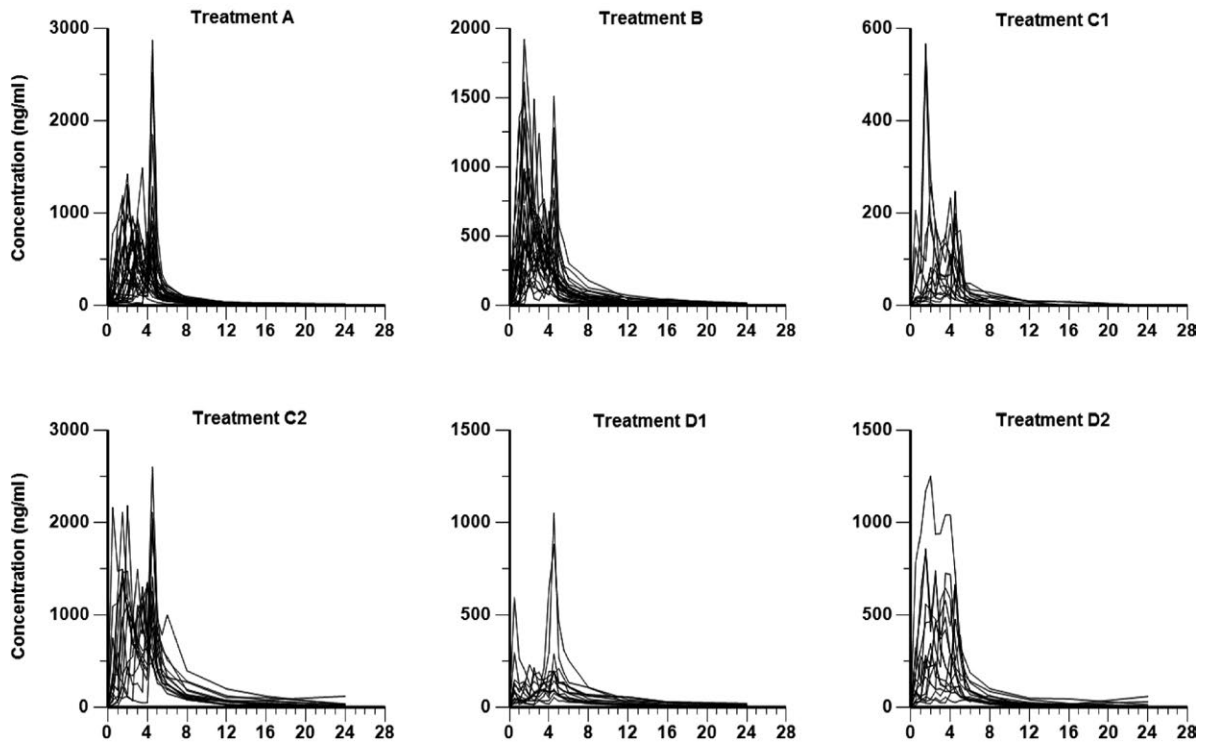 Treatment A
Concentration (ng/ml)
3000
2000
1000
0
0 4 8 12 16 20 24 28
Treatment B
2000
1500
1000
500
0
0 4 8 12 16 20 24 28
Treatment C1
600
400
200
0
0 4 8 12 16 20 24 28
Treatment C2
Concentration (ng/ml)
3000
2000
1000
0
0 4 8 12 16 20 24 28
Treatment D1
1500
1000
500
0
0 4 8 12 16 20 24 28
Treatment D2
1500
1000
500
0
0 4 8 12 16 20 24 28